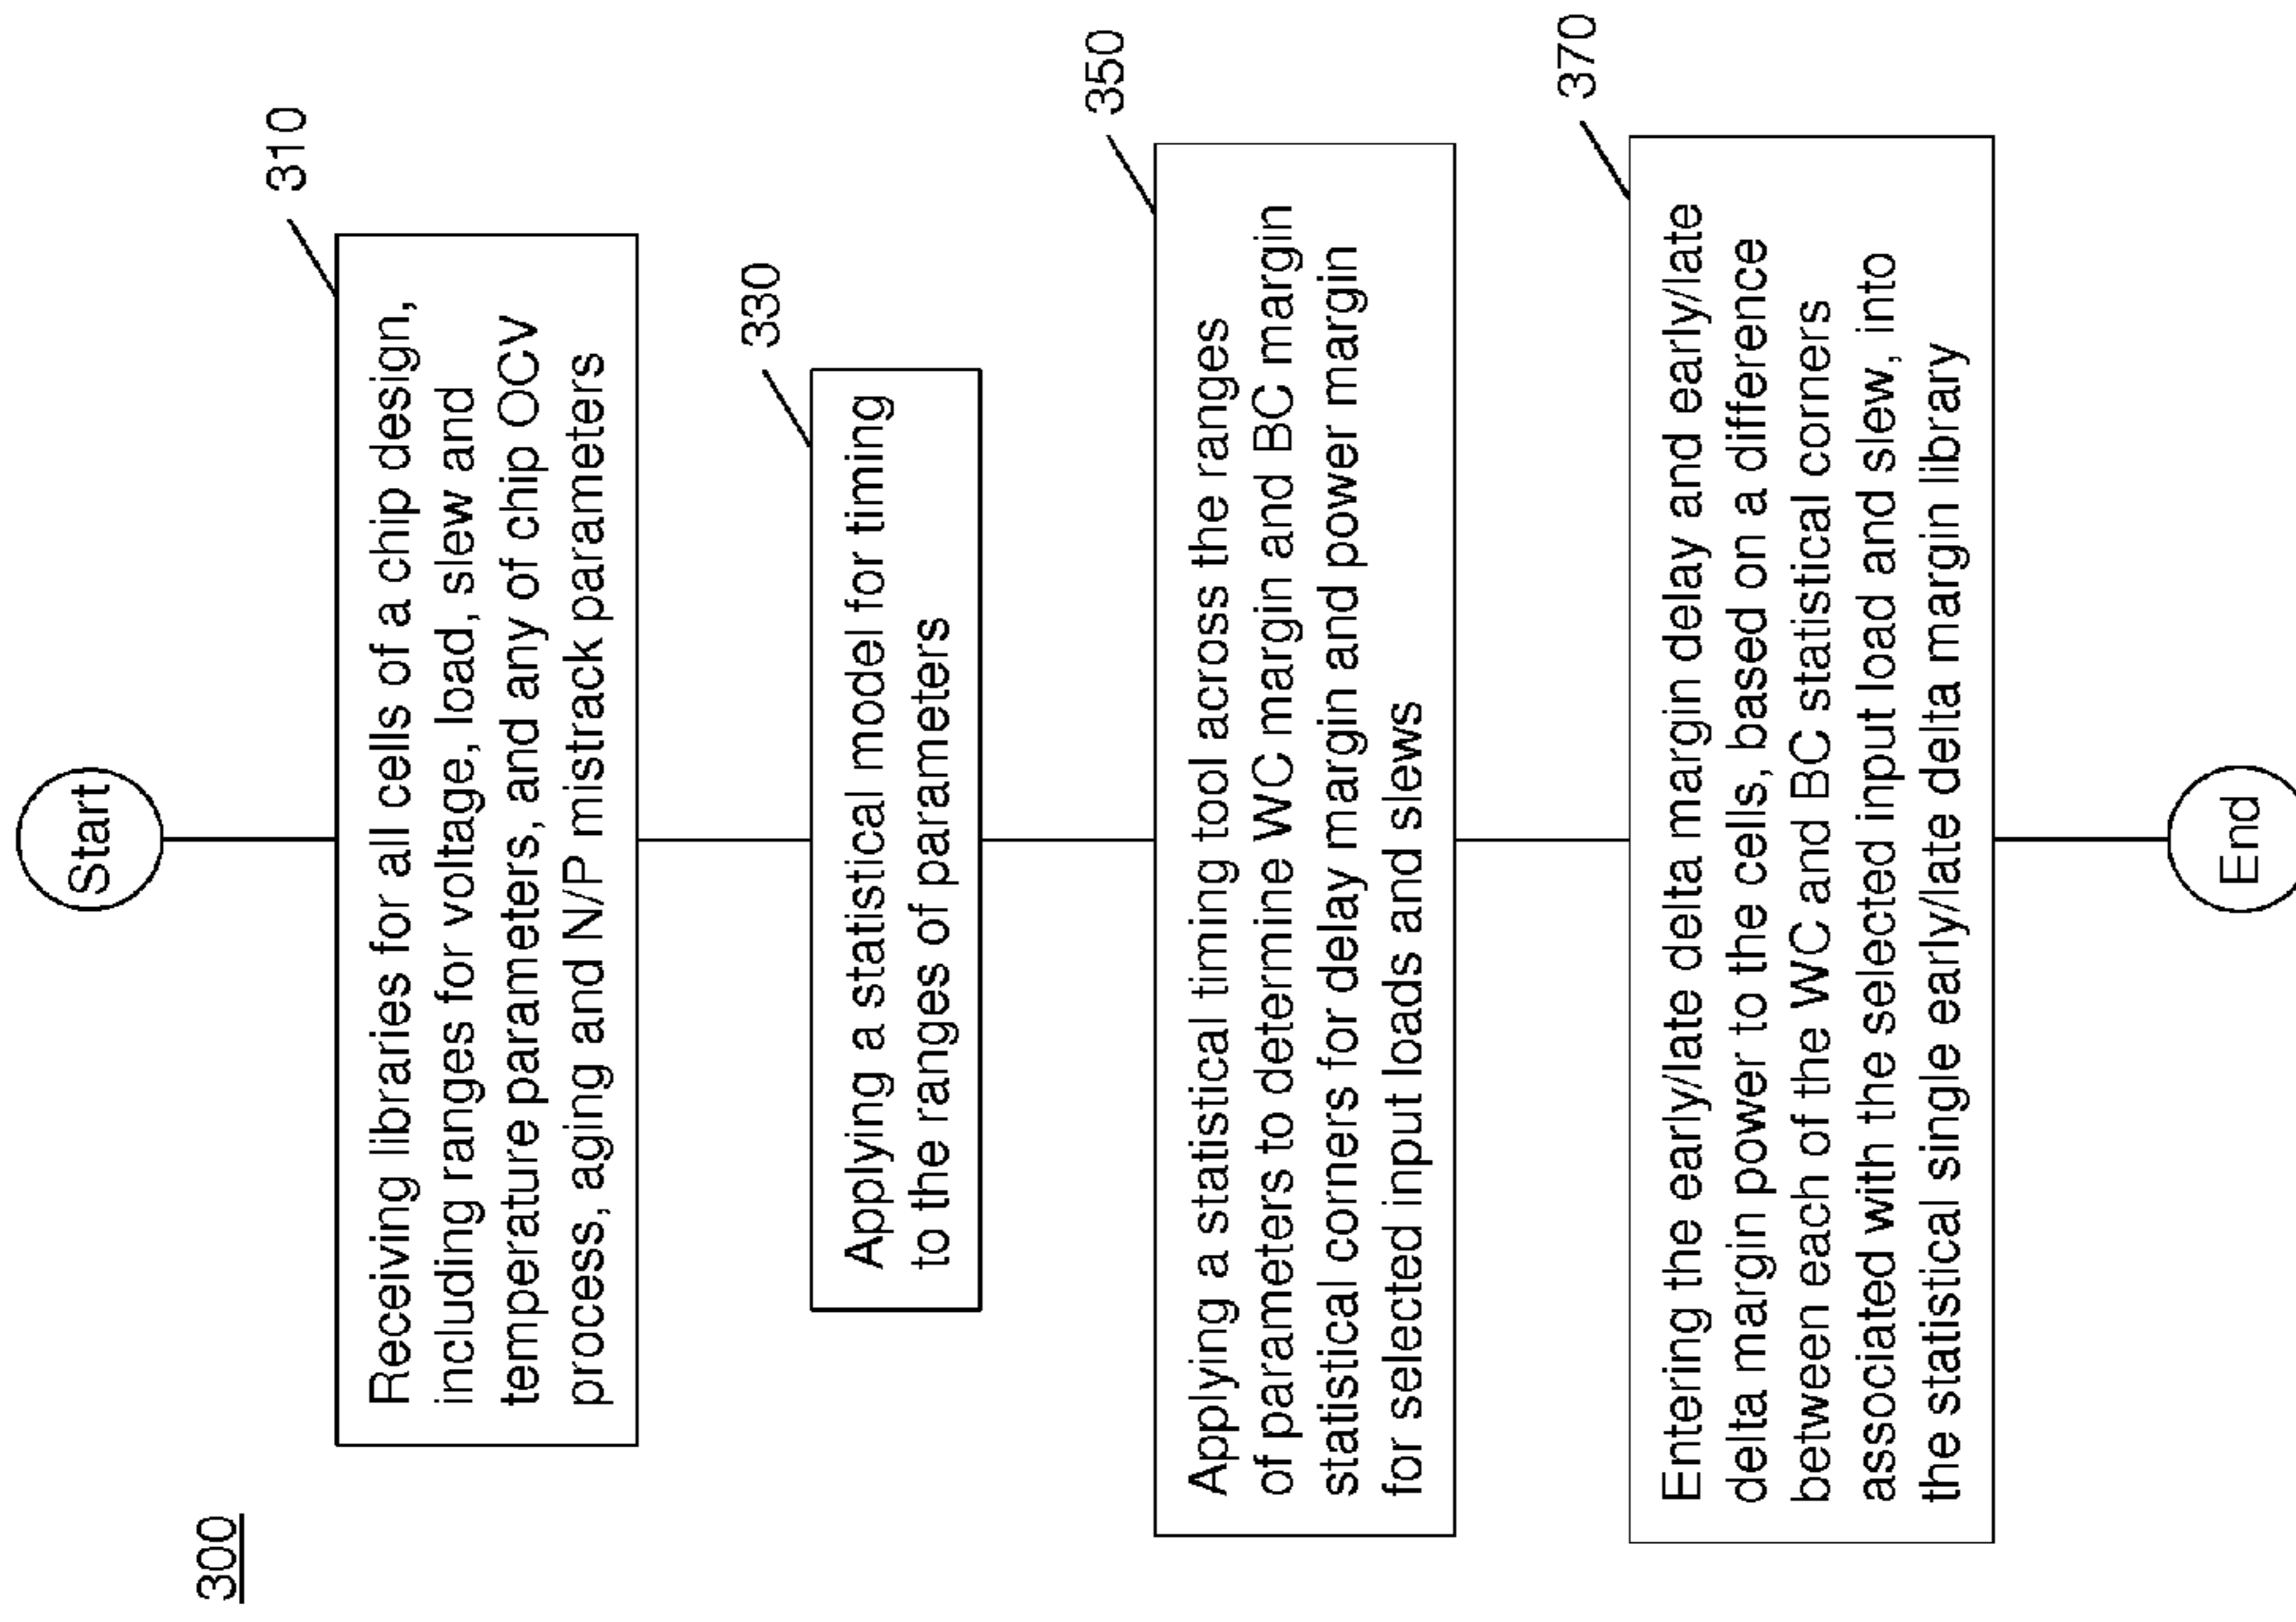 300
Start
310
Receiving libraries for all cells of a chip design,
including ranges for voltage, load, slew and
temperature parameters, and any of chip OCV
process, aging and N/P mistrack parameters
330
Applying a statistical model for timing
to the ranges of parameters
350
Applying a statistical timing tool across the ranges
of parameters to determine WC margin and BC margin
statistical corners for delay margin and power margin
for selected input loads and slews
370
Entering the early/late delta margin delay and early/late
delta margin power to the cells, based on a difference
between each of the WC and BC statistical corners
associated with the selected input load and slew, into
the statistical single early/late delta margin library
End